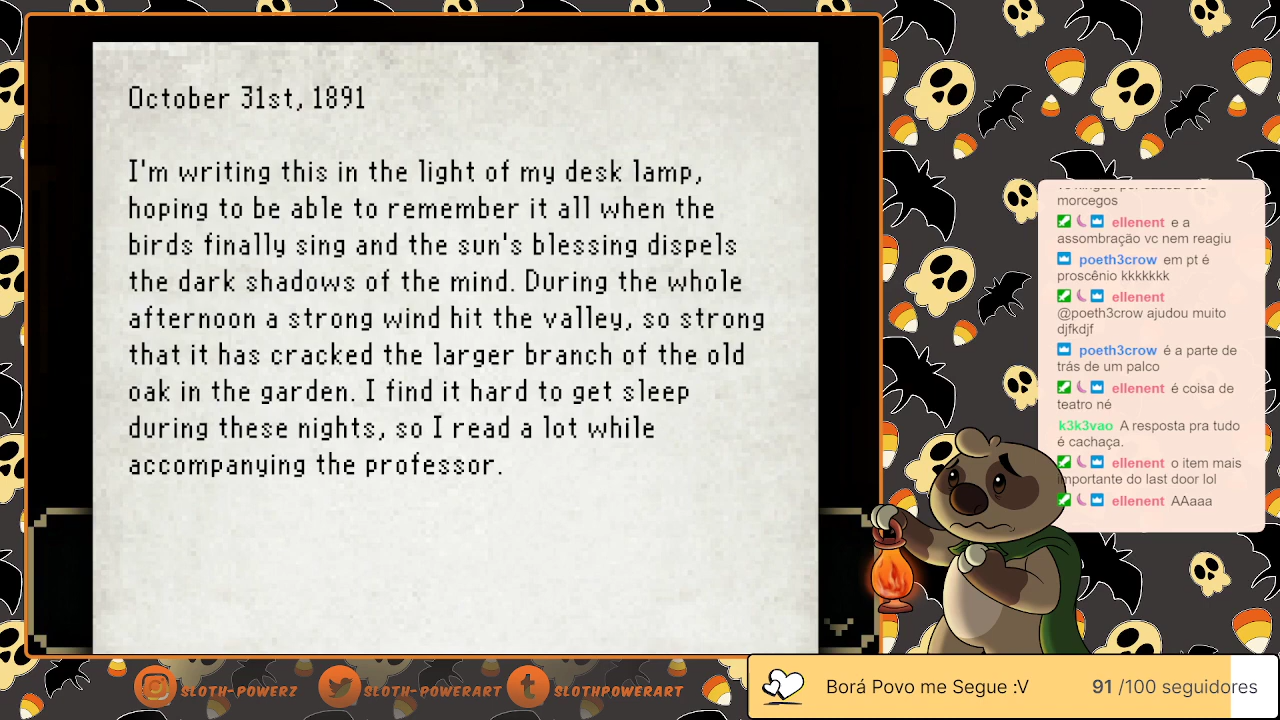 October 31st, 1891
I'm writing this in the light of my desk lamp,
hoping to be able to remember it all when the
birds finally sing and the sun's blessing dispels
the dark shadows of the mind. During the whole
afternoon a strong wind hit the valley, so strong
that it has cracked the larger branch of the old
oak in the garden. I find it hard to get sleep
during these nights, so I read a lot while
accompanying the professor.
morcegos
ellenent e a
assombração vc nem reagiu
poeth3crow em pt é
proscênio kkkkkkk
ellenent
@poeth3crow ajudou muito
djfkdjf
poeth3crow é a parte de
trás de um palco
ellenent é coisa de
teatro né
k3k3vao A resposta pra tudo
é cachaça.
ellenent o item mais
importante do last door lol
ellenent AAaaa
SLOTH-POWERZ
SLOTH-POWERART
SLOTHPOWERART
Borá Povo me Segue :V
91 /100 seguidores